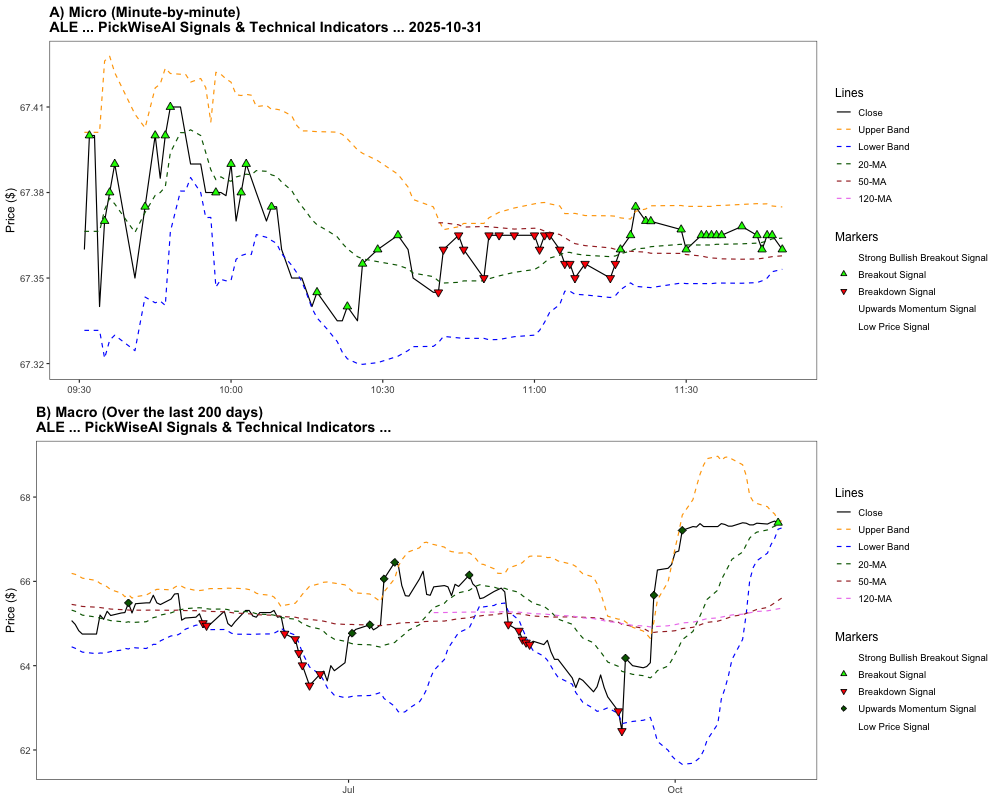 A) Micro (Minute-by-minute)
ALE ... PickWiseAI Signals & Technical Indicators ... 2025-10-31
Price ($)
67.41
67.38
67.35
67.32
09:30
10:00
10:30
11:00
11:30
Lines
Close
Upper Band
Lower Band
20-MA
50-MA
120-MA
Markers
Strong Bullish Breakout Signal
Breakout Signal
Breakdown Signal
Upwards Momentum Signal
Low Price Signal
B) Macro (Over the last 200 days)
ALE ... PickWiseAI Signals & Technical Indicators ...
Price ($)
68
66
64
62
Jul
Oct
Lines
Close
Upper Band
Lower Band
20-MA
50-MA
120-MA
Markers
Strong Bullish Breakout Signal
Breakout Signal
Breakdown Signal
Upwards Momentum Signal
Low Price Signal